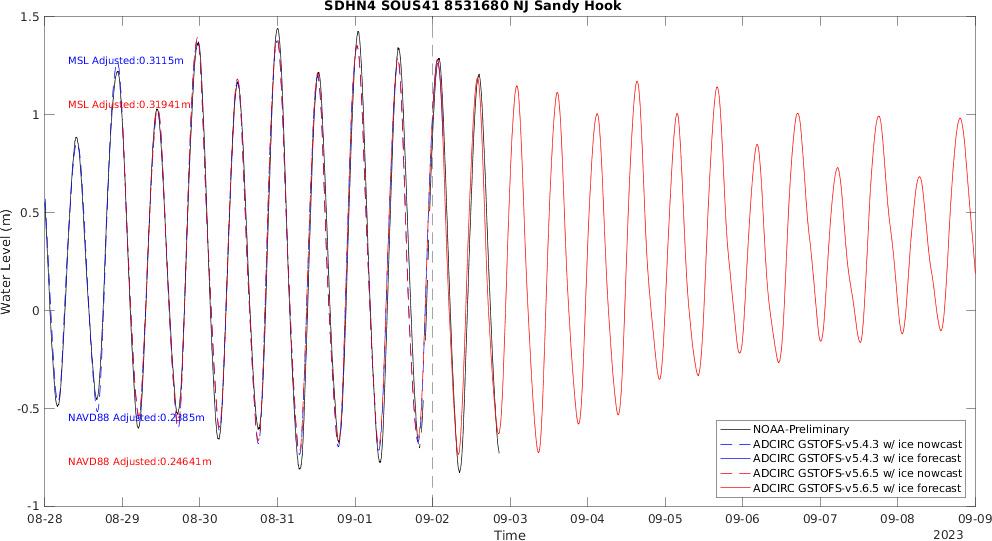 SDHN4 SOUS41 8531680 NJ Sandy Hook
1.5
1
0.5
0
-0.5
-1
Water Level (m)
MSL Adjusted:0.3115m
MSL Adjusted:0.31941m
NAVD88 Adjusted:0.2385m
NAVD88 Adjusted:0.24641m
NOAA-Preliminary
ADCIRC GSTOFS-v5.4.3 w/ ice nowcast
ADCIRC GSTOFS-v5.4.3 w/ ice forecast
ADCIRC GSTOFS-v5.6.5 w/ ice nowcast
ADCIRC GSTOFS-v5.6.5 w/ ice forecast
08-28 08-29 08-30 08-31 09-01 09-02 09-03 09-04 09-05 09-06 09-07 09-08 09-09
Time
2023